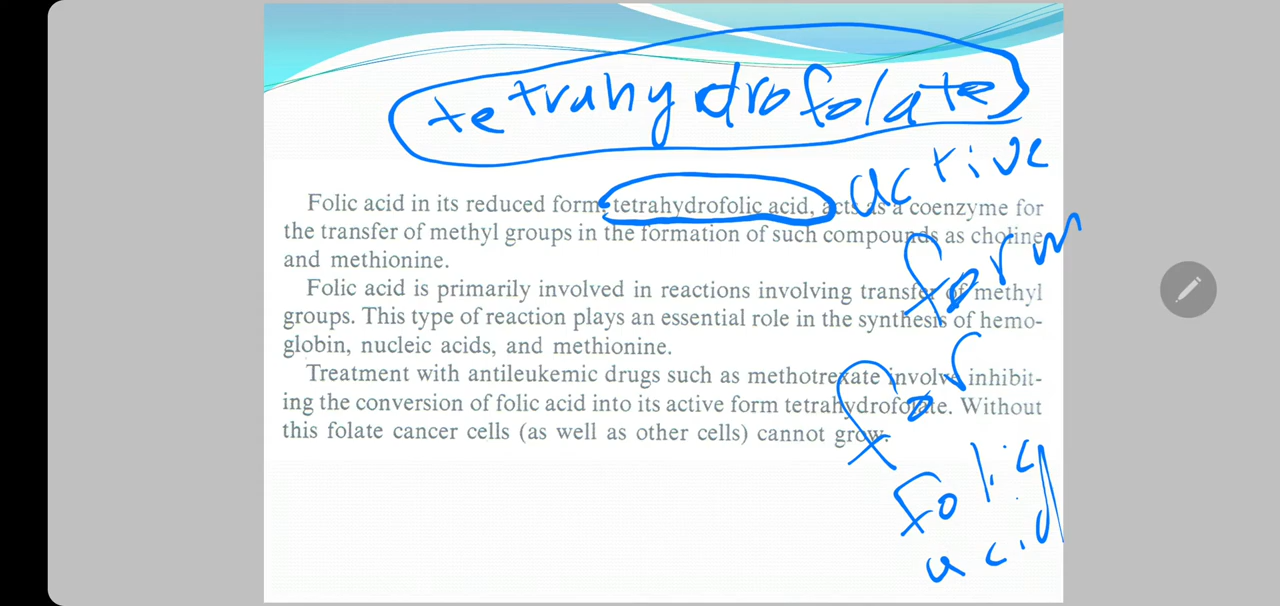 tetrahydrofolate
active
form
for
folic
acid
Folic acid in its reduced form, tetrahydrofolic acid, acts as a coenzyme for
the transfer of methyl groups in the formation of such compounds as choline
and methionine.
Folic acid is primarily involved in reactions involving transfer of methyl
groups. This type of reaction plays an essential role in the synthesis of hemo-
globin, nucleic acids, and methionine.
Treatment with antileukemic drugs such as methotrexate involve inhibit-
ing the conversion of folic acid into its active form tetrahydrofolate. Without
this folate cancer cells (as well as other cells) cannot grow.